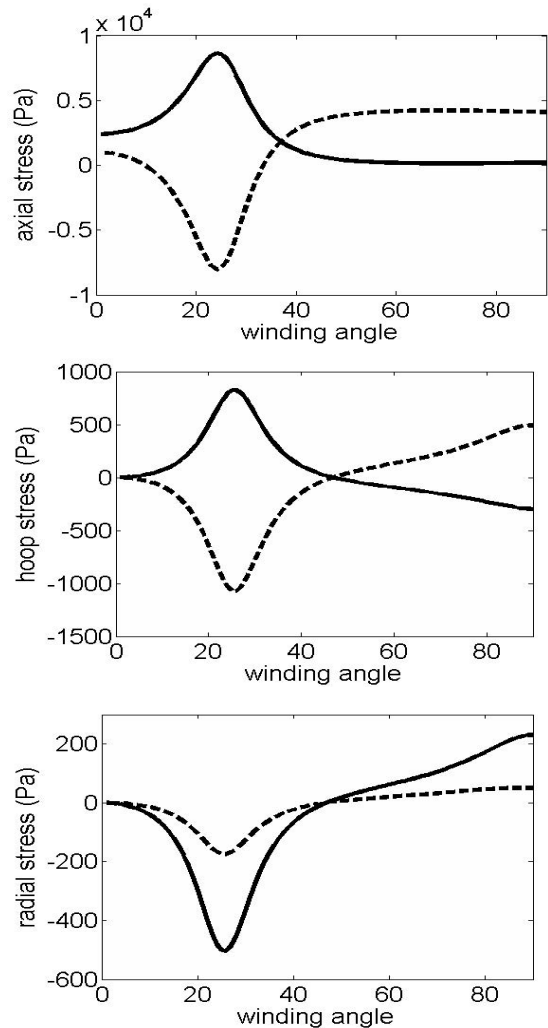 1 x 10^4
0.5
0
-0.5
-1
axial stress (Pa)
0 20 40 60 80
winding angle
1000
500
0
-500
-1000
-1500
hoop stress (Pa)
0 20 40 60 80
winding angle
200
0
-200
-400
-600
radial stress (Pa)
0 20 40 60 80
winding angle